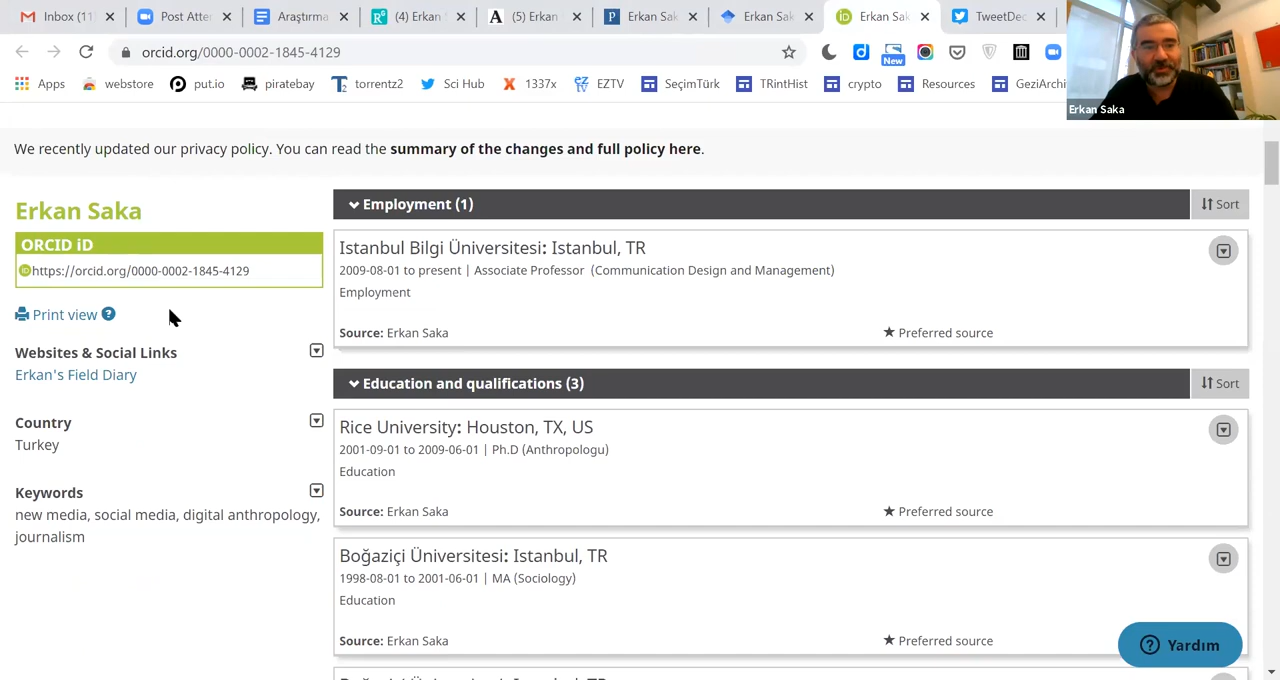 Inbox (11
Post Atter
Araştırma
(4) Erkan
(5) Erkan
Erkan Sak
Erkan Sak
Erkan Sak
TweetDec
orcid.org/0000-0002-1845-4129
New
Apps
webstore
put.io
piratebay
torrentz2
Sci Hub
1337x
EZTV
SeçimTürk
TRintHist
crypto
Resources
GeziArchi
Erkan Saka
We recently updated our privacy policy. You can read the summary of the changes and full policy here.
Erkan Saka
ORCID iD
https://orcid.org/0000-0002-1845-4129
Print view
Websites & Social Links
Erkan's Field Diary
Country
Turkey
Keywords
new media, social media, digital anthropology,
journalism
Employment (1)
Sort
Istanbul Bilgi Üniversitesi: Istanbul, TR
2009-08-01 to present | Associate Professor (Communication Design and Management)
Employment
Source: Erkan Saka
★ Preferred source
Education and qualifications (3)
Sort
Rice University: Houston, TX, US
2001-09-01 to 2009-06-01 | Ph.D (Anthropologu)
Education
Source: Erkan Saka
★ Preferred source
Boğaziçi Üniversitesi: Istanbul, TR
1998-08-01 to 2001-06-01 | MA (Sociology)
Education
Source: Erkan Saka
★ Preferred source
Yardım